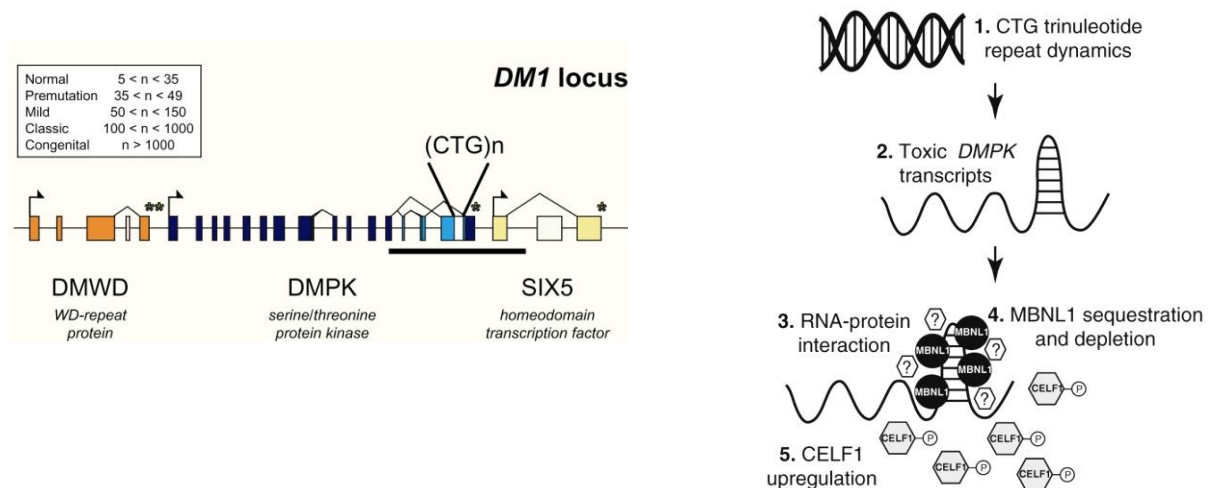 Normal 5 < n < 35
Premutation 35 < n < 49
Mild 50 < n < 150
Classic 100 < n < 1000
Congenital n > 1000
DM1 locus
(CTG)n
**
*
*
DMWD
WD-repeat
protein
DMPK
serine/threonine
protein kinase
SIX5
homeodomain
transcription factor
1. CTG trinuleotide
repeat dynamics
2. Toxic DMPK
transcripts
3. RNA-protein
interaction
4. MBNL1 sequestration
and depletion
?
MBNL1
MBNL1
?
?
MBNL1
MBNL1
?
CELF1 P
CELF1 P
CELF1 P
CELF1 P
CELF1 P
5. CELF1
upregulation